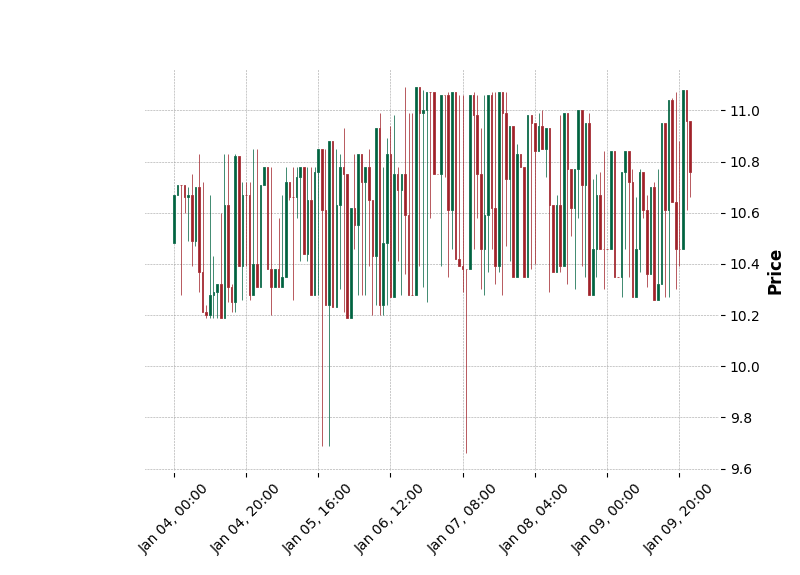 11.0
10.8
10.6
10.4
10.2
10.0
9.8
9.6
Price
Jan 04, 00:00
Jan 04, 20:00
Jan 05, 16:00
Jan 06, 12:00
Jan 07, 08:00
Jan 08, 04:00
Jan 09, 00:00
Jan 09, 20:00